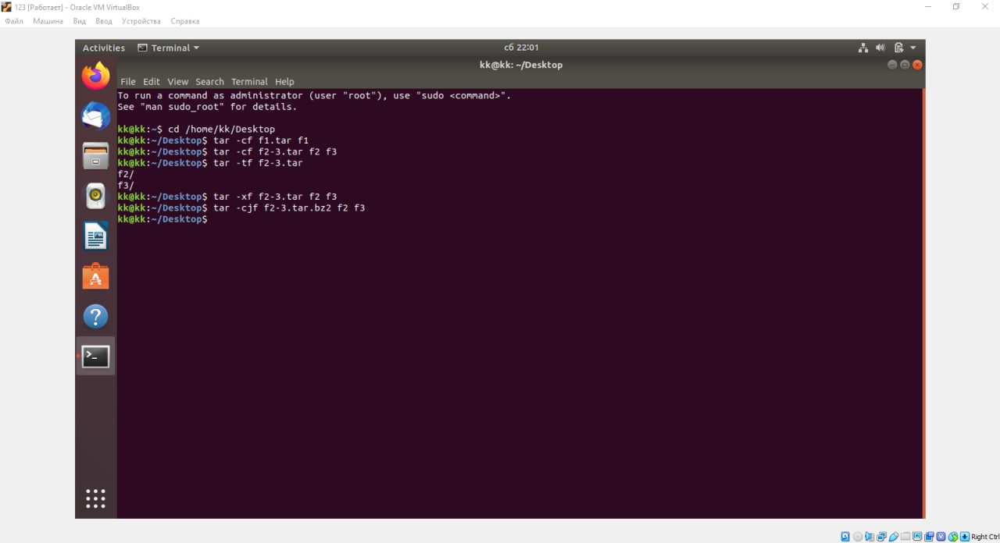 123 [Работает] - Oracle VM VirtualBox
Файл Машина Вид Ввод Устройства Справка
Activities Terminal сб 22:01
kk@kk: ~/Desktop
File Edit View Search Terminal Help
To run a command as administrator (user "root"), use "sudo <command>".
See "man sudo_root" for details.
kk@kk:~$ cd /home/kk/Desktop
kk@kk:~/Desktop$ tar -cf f1.tar f1
kk@kk:~/Desktop$ tar -cf f2-3.tar f2 f3
kk@kk:~/Desktop$ tar -tf f2-3.tar
f2/
f3/
kk@kk:~/Desktop$ tar -xf f2-3.tar f2 f3
kk@kk:~/Desktop$ tar -cjf f2-3.tar.bz2 f2 f3
kk@kk:~/Desktop$
Right Ctrl